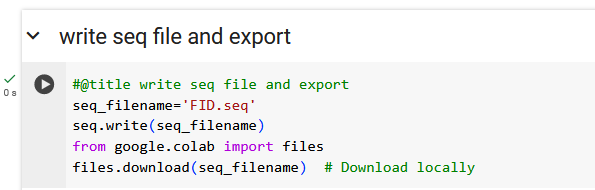 write seq file and export
#@title write seq file and export
seq_filename='FID.seq'
seq.write(seq_filename)
from google.colab import files
files.download(seq_filename)  # Download locally
0 s